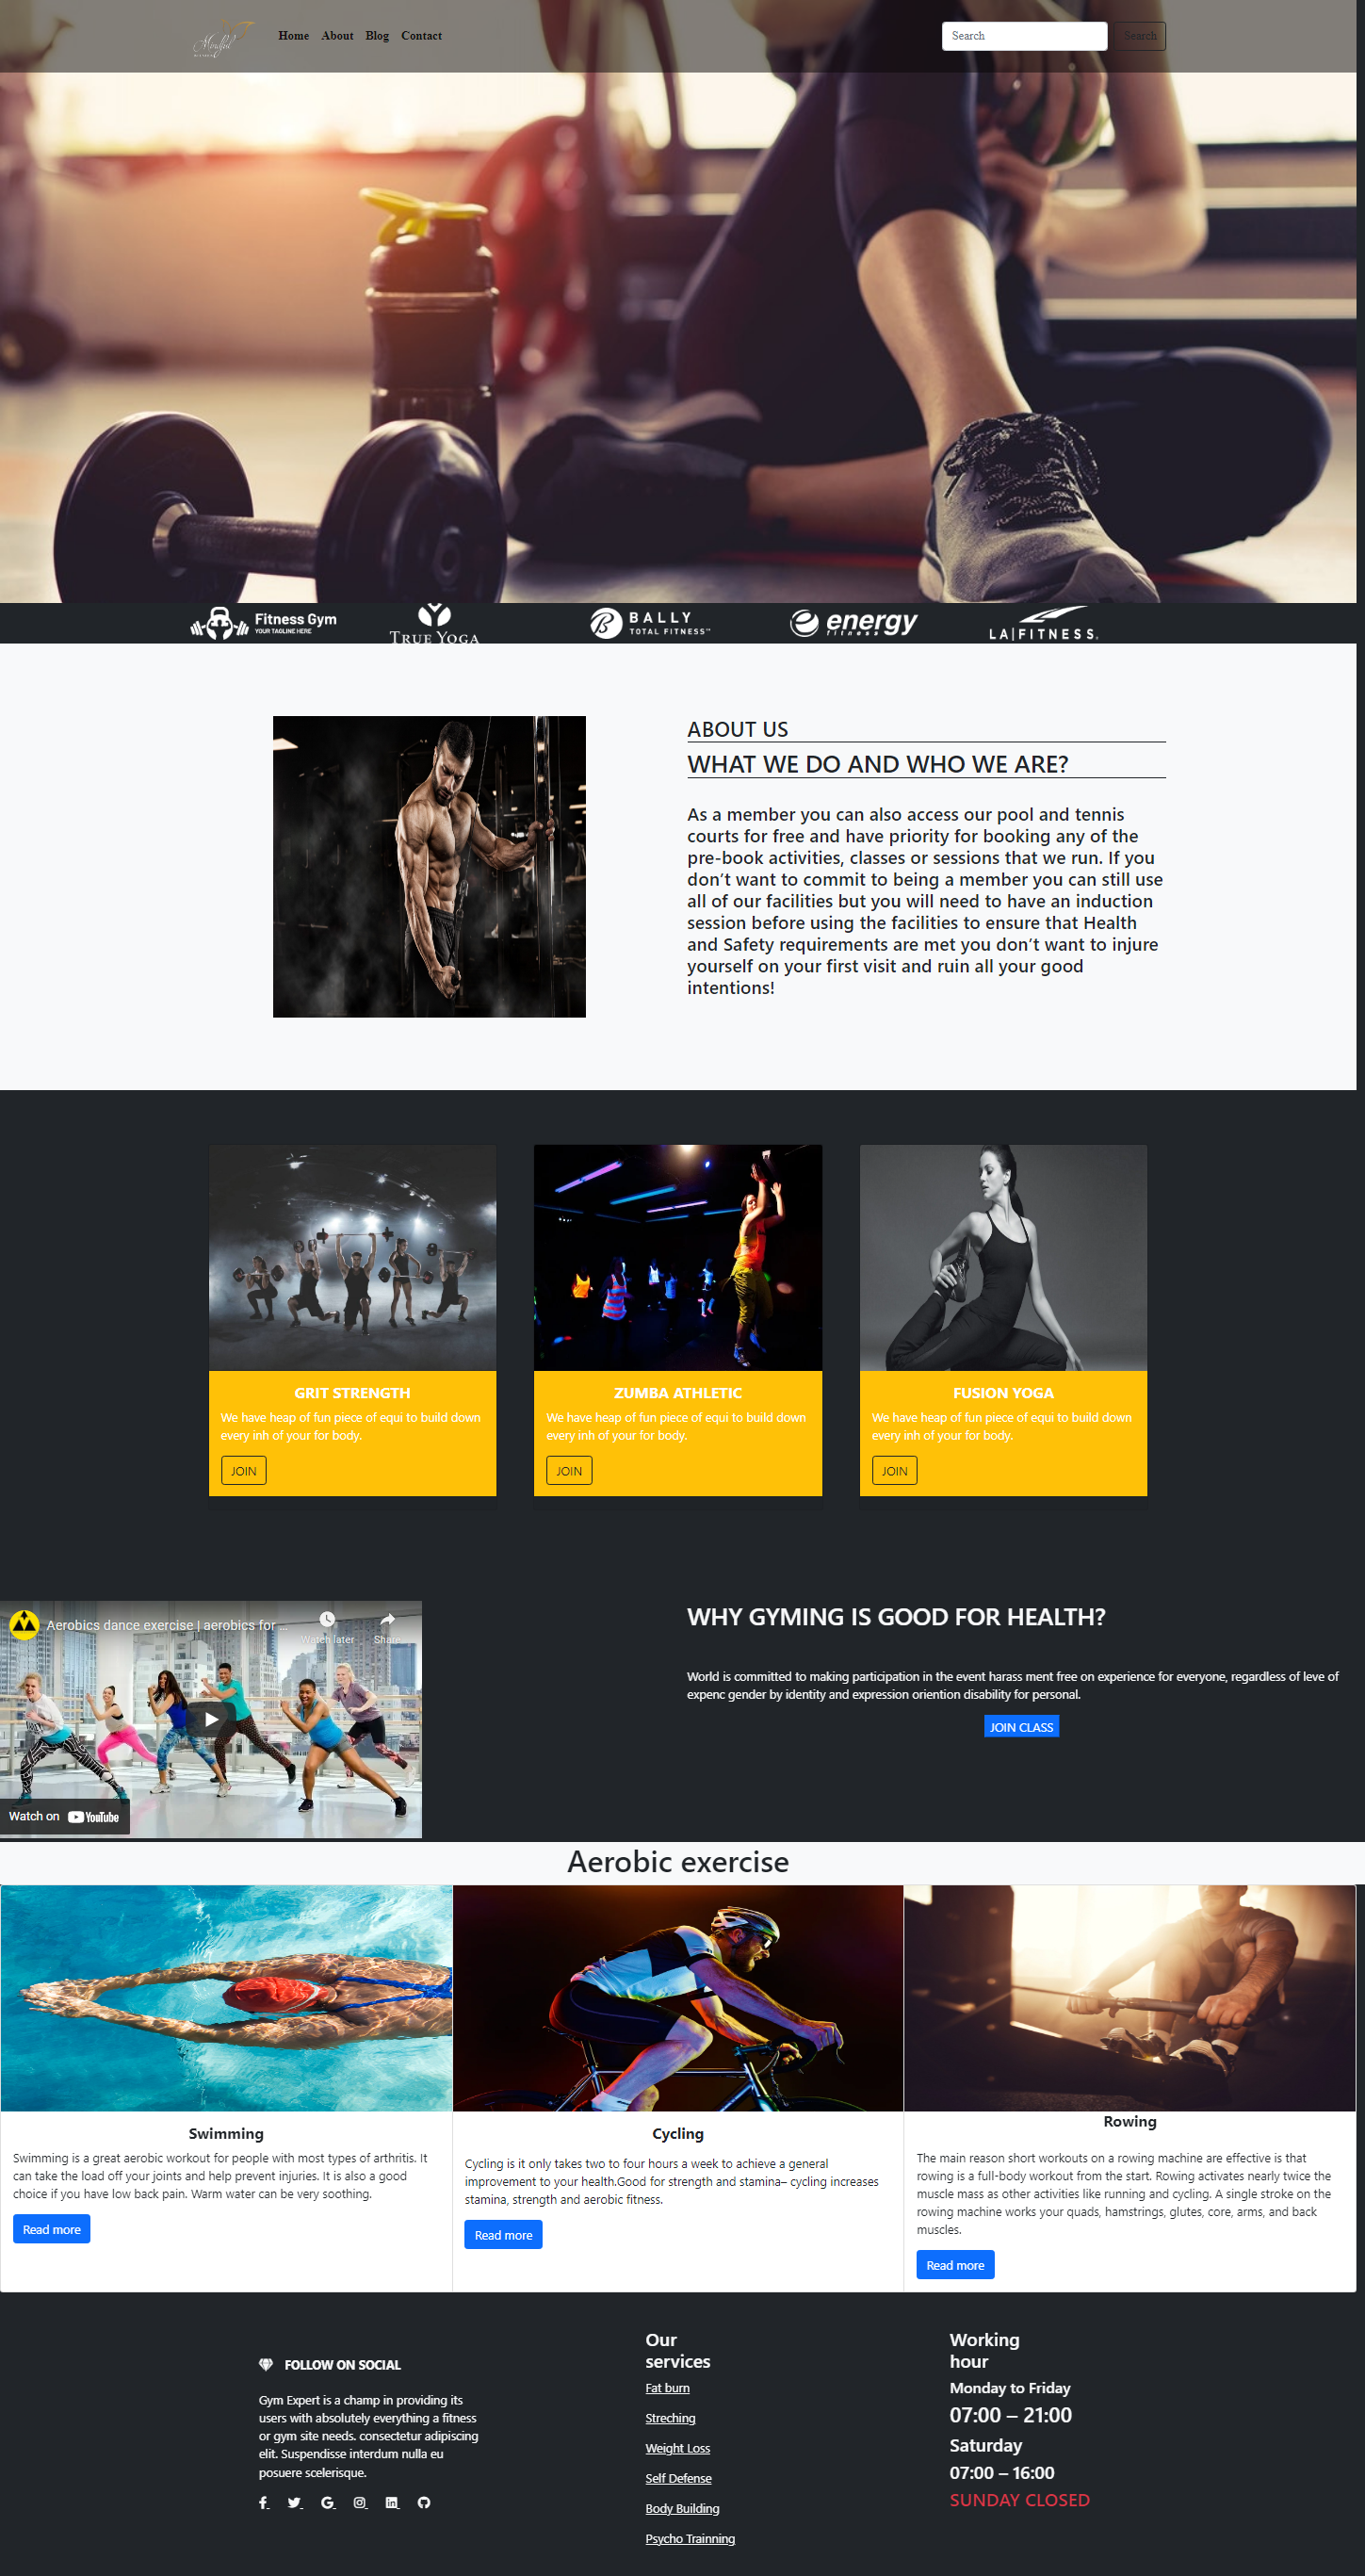 Mindful
Home About Blog Contact
Search
Search
Fitness Gym
YOUR TAGLINE HERE
TRUE YOGA
B BALLY
TOTAL FITNESS™
energy
fitness
LA|FITNESS.
ABOUT US
WHAT WE DO AND WHO WE ARE?
As a member you can also access our pool and tennis
courts for free and have priority for booking any of the
pre-book activities, classes or sessions that we run. If you
don’t want to commit to being a member you can still use
all of our facilities but you will need to have an induction
session before using the facilities to ensure that Health
and Safety requirements are met you don’t want to injure
yourself on your first visit and ruin all your good
intentions!
GRIT STRENGTH
We have heap of fun piece of equi to build down
every inh of your for body.
JOIN
ZUMBA ATHLETIC
We have heap of fun piece of equi to build down
every inh of your for body.
JOIN
FUSION YOGA
We have heap of fun piece of equi to build down
every inh of your for body.
JOIN
Aerobics dance exercise | aerobics for ...
Watch later
Share
Watch on YouTube
WHY GYMING IS GOOD FOR HEALTH?
World is committed to making participation in the event harass ment free on experience for everyone, regardless of leve of
expenc gender by identity and expression oriention disability for personal.
JOIN CLASS
Aerobic exercise
Swimming
Swimming is a great aerobic workout for people with most types of arthritis. It
can take the load off your joints and help prevent injuries. It is also a good
choice if you have low back pain. Warm water can be very soothing.
Read more
Cycling
Cycling is it only takes two to four hours a week to achieve a general
improvement to your health.Good for strength and stamina– cycling increases
stamina, strength and aerobic fitness.
Read more
Rowing
The main reason short workouts on a rowing machine are effective is that
rowing is a full-body workout from the start. Rowing activates nearly twice the
muscle mass as other activities like running and cycling. A single stroke on the
rowing machine works your quads, hamstrings, glutes, core, arms, and back
muscles.
Read more
FOLLOW ON SOCIAL
Gym Expert is a champ in providing its
users with absolutely everything a fitness
or gym site needs. consectetur adipiscing
elit. Suspendisse interdum nulla eu
posuere scelerisque.
Our
services
Fat burn
Streching
Weight Loss
Self Defense
Body Building
Psycho Trainning
Working
hour
Monday to Friday
07:00 – 21:00
Saturday
07:00 – 16:00
SUNDAY CLOSED